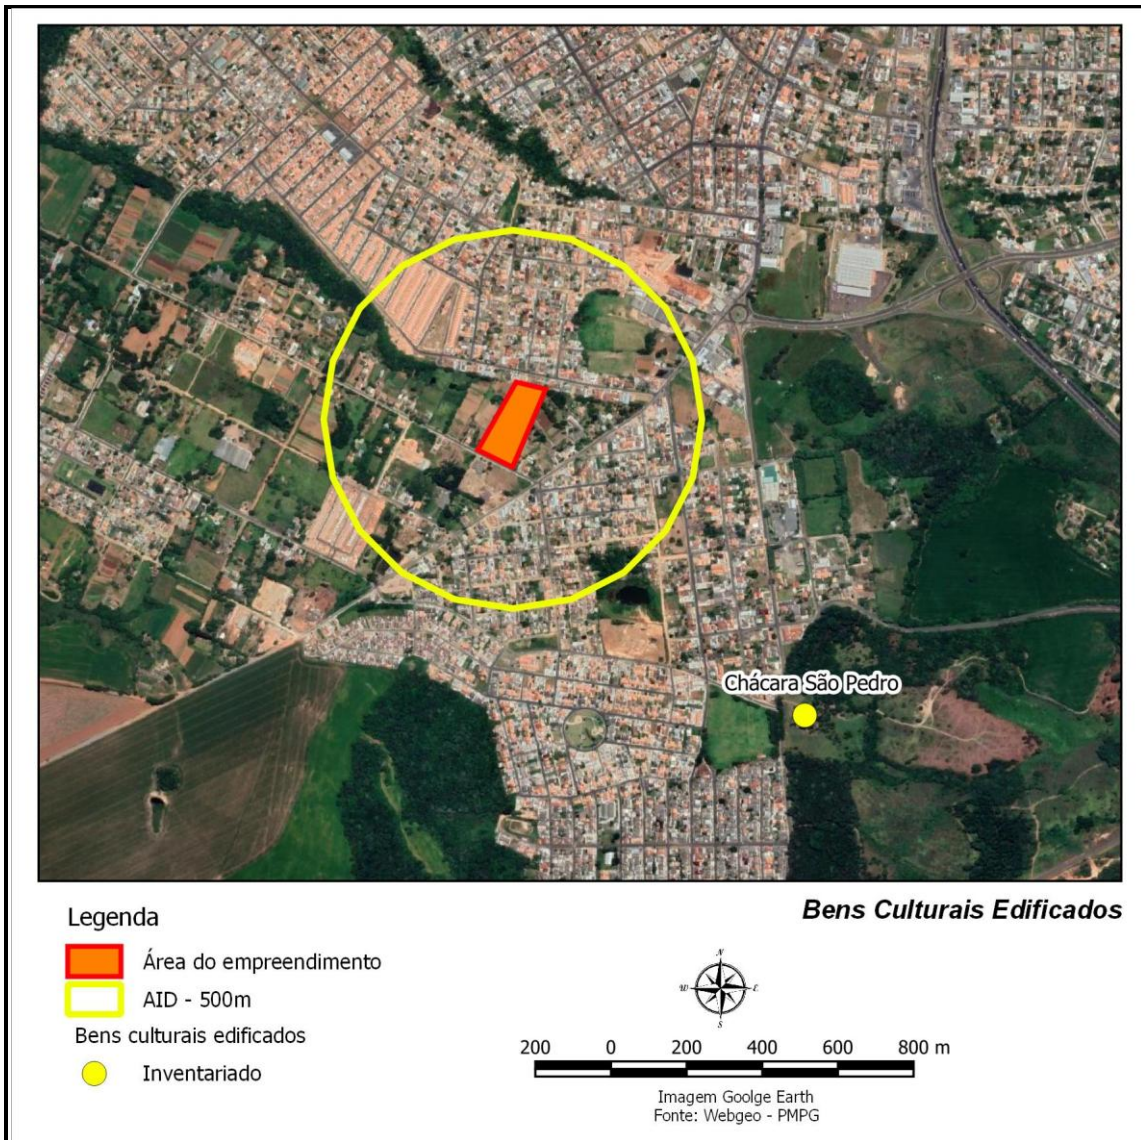 Chácara São Pedro
Bens Culturais Edificados
Legenda
Área do empreendimento
AID - 500m
Bens culturais edificados
Inventariado
N
W E
S
200 0 200 400 600 800 m
Imagem Goolge Earth
Fonte: Webgeo - PMPG